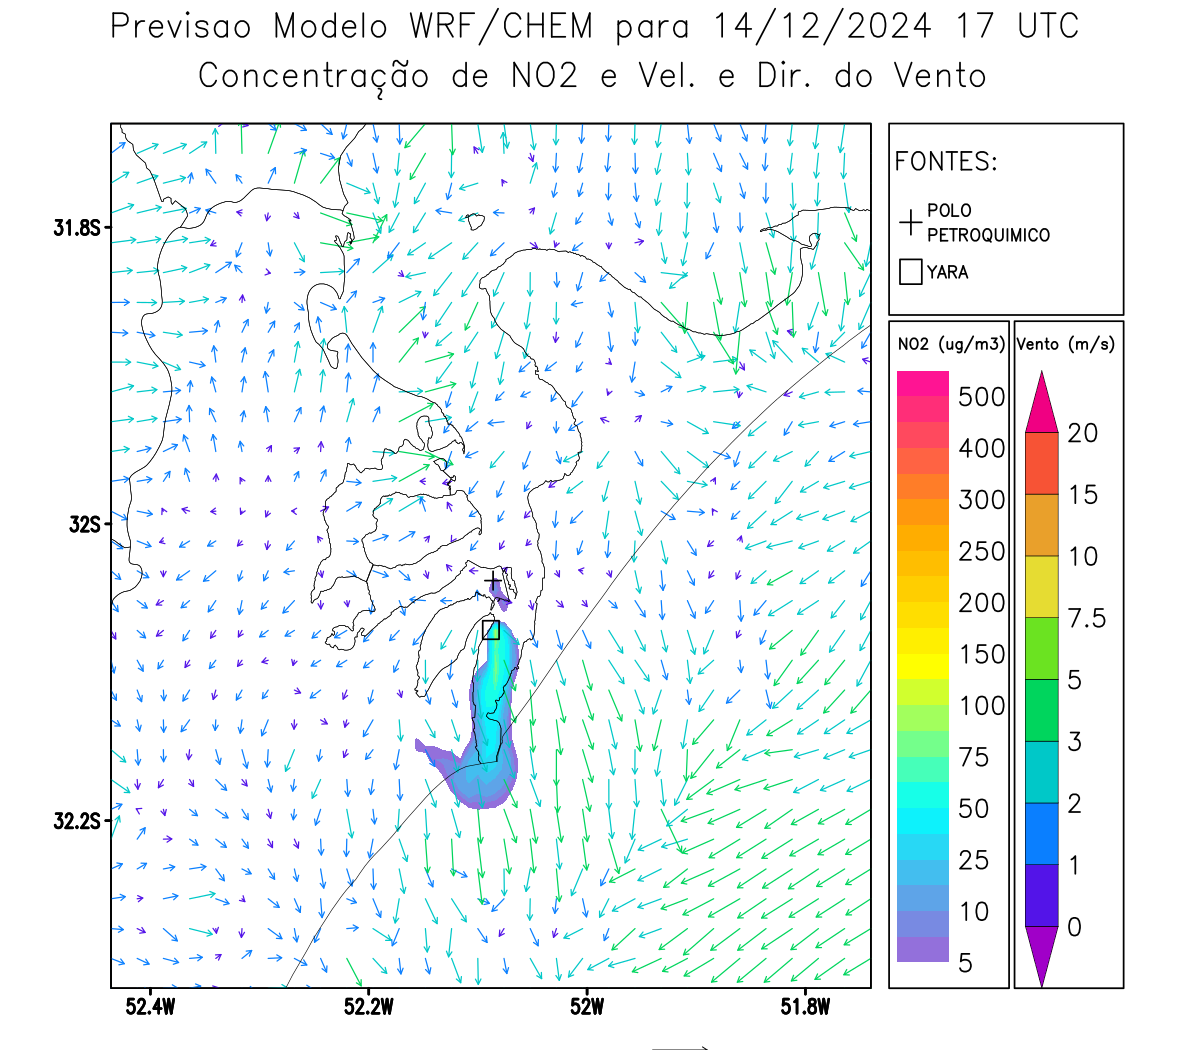 Previsao Modelo WRF/CHEM para 14/12/2024 17 UTC
Concentração de NO2 e Vel. e Dir. do Vento
FONTES:
POLO
PETROQUIMICO
YARA
NO2 (ug/m3)
500
400
300
250
200
150
100
75
50
25
10
5
Vento (m/s)
20
15
10
7.5
5
3
2
1
0
31.8S
32S
32.2S
52.4W
52.2W
52W
51.8W